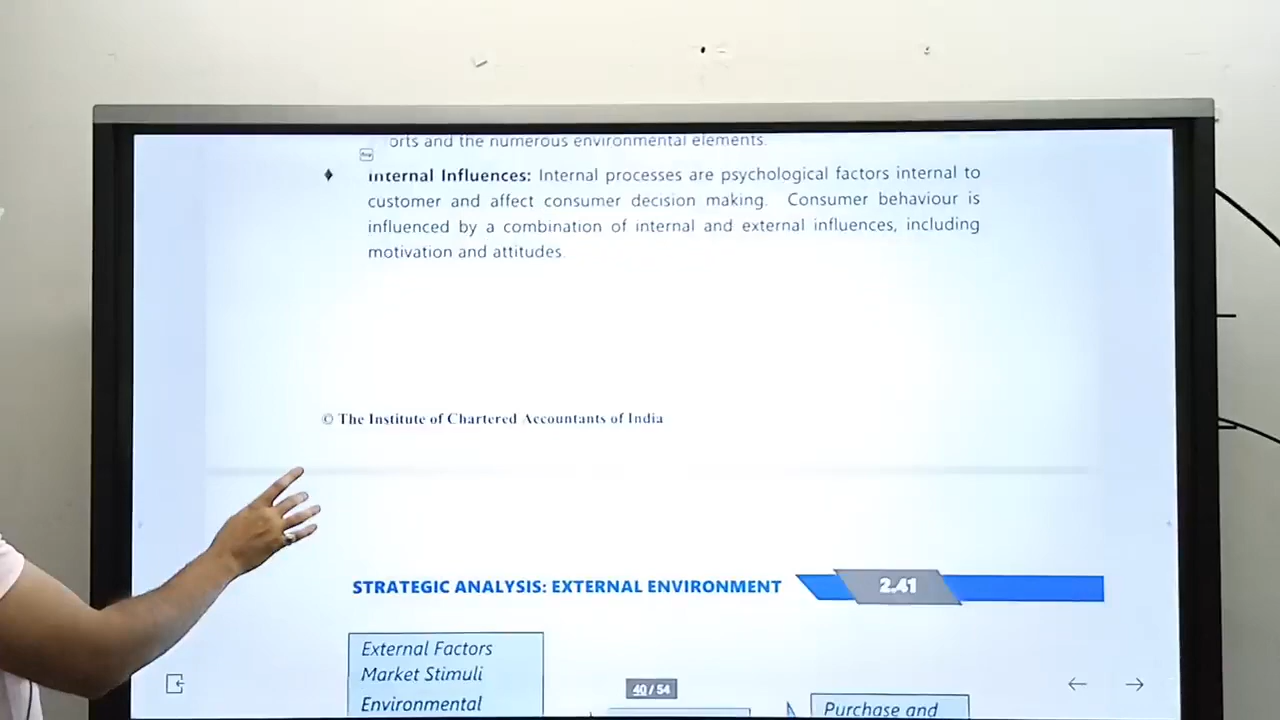 orts and the numerous environmental elements.
Internal Influences: Internal processes are psychological factors internal to
customer and affect consumer decision making. Consumer behaviour is
influenced by a combination of internal and external influences, including
motivation and attitudes.
© The Institute of Chartered Accountants of India
STRATEGIC ANALYSIS: EXTERNAL ENVIRONMENT 2.41
External Factors
Market Stimuli
Environmental
40 / 54
Purchase and